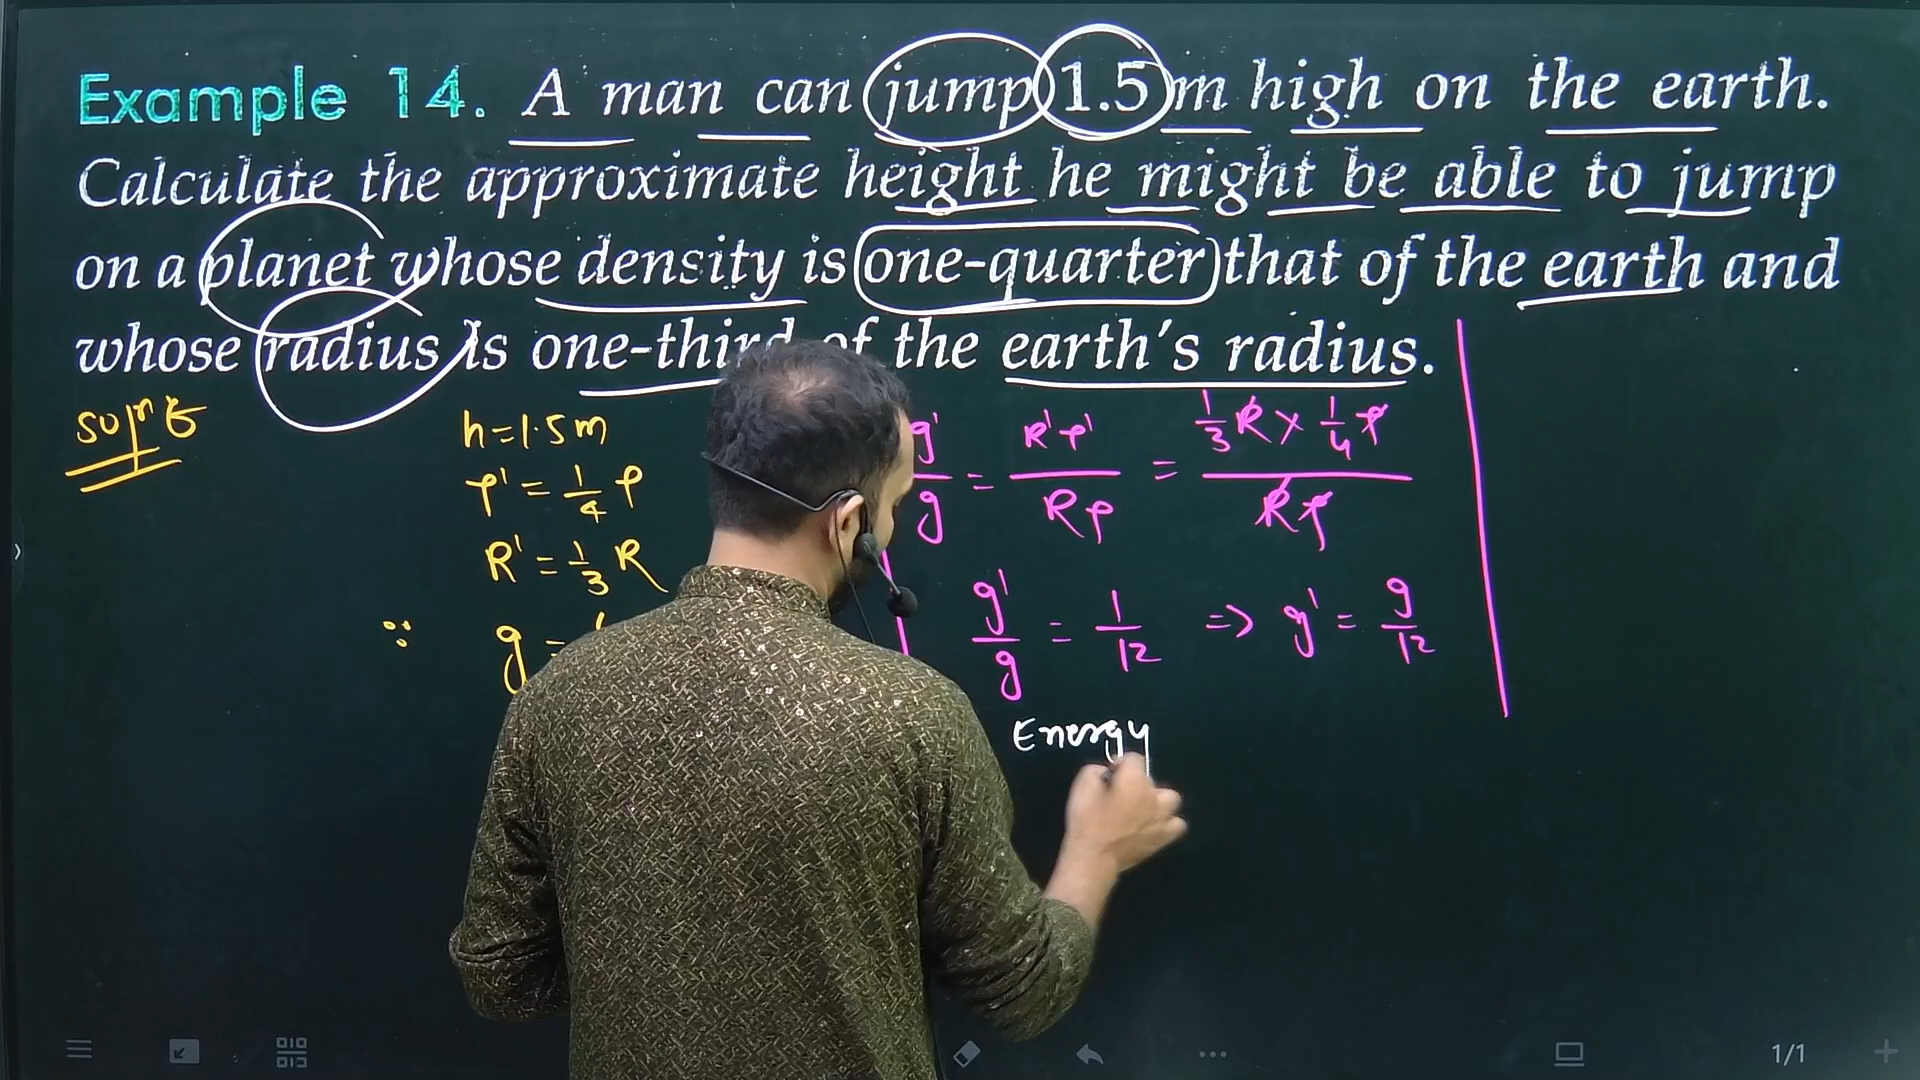 Example 14. A man can jump 1.5 m high on the earth.
Calculate the approximate height he might be able to jump
on a planet whose density is one-quarter that of the earth and
whose radius is one-third of the earth's radius.
Solⁿ
h = 1.5 m
ρ' = 1/4 ρ
R' = 1/3 R
∵ g =
g'/g = R'ρ'/Rρ = 1/3 R × 1/4 ρ / Rρ
g'/g = 1/12 => g' = g/12
Energy
1/1